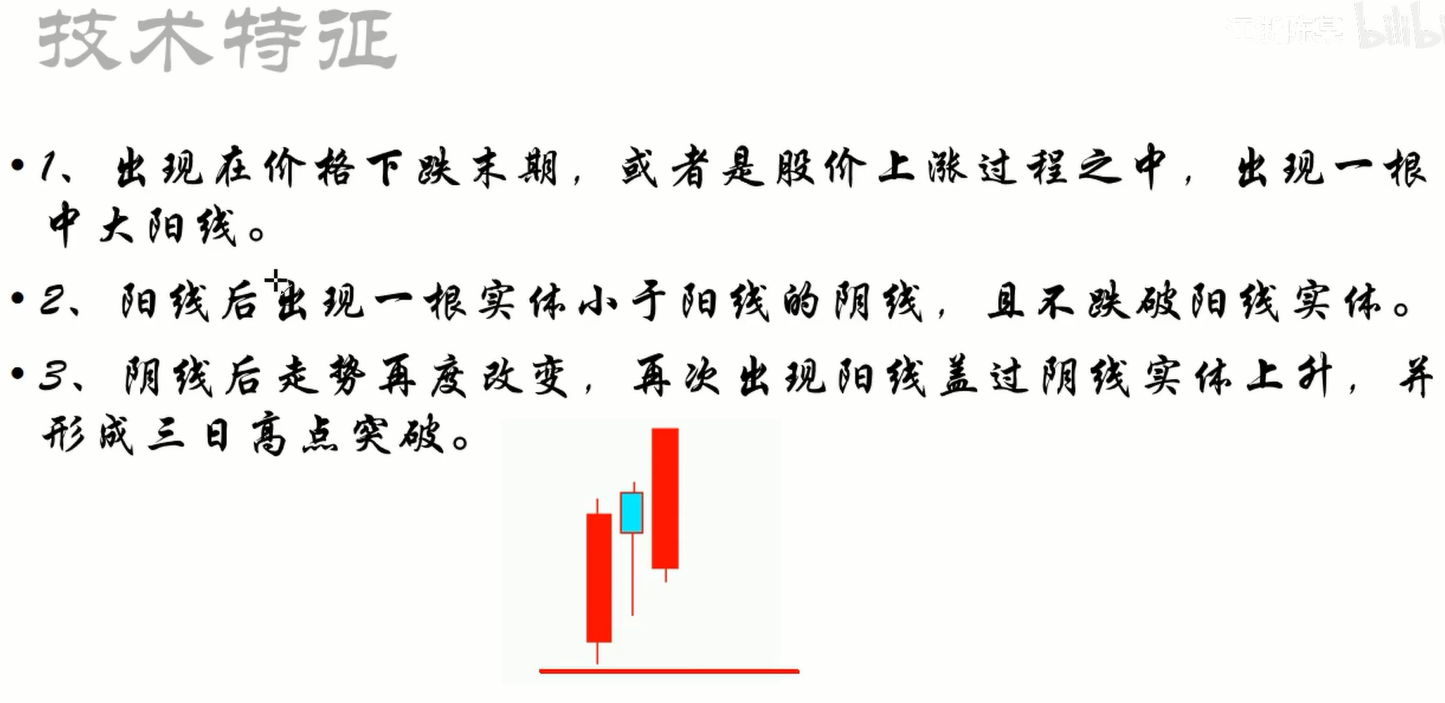 技术特征
• 1、出现在价格下跌末期，或者是股价上涨过程之中，出现一根
中大阳线。
• 2、阳线后出现一根实体小于阳线的阴线，且不跌破阳线实体。
• 3、阴线后走势再度改变，再次出现阳线盖过阴线实体上升，并
形成三日高点突破。